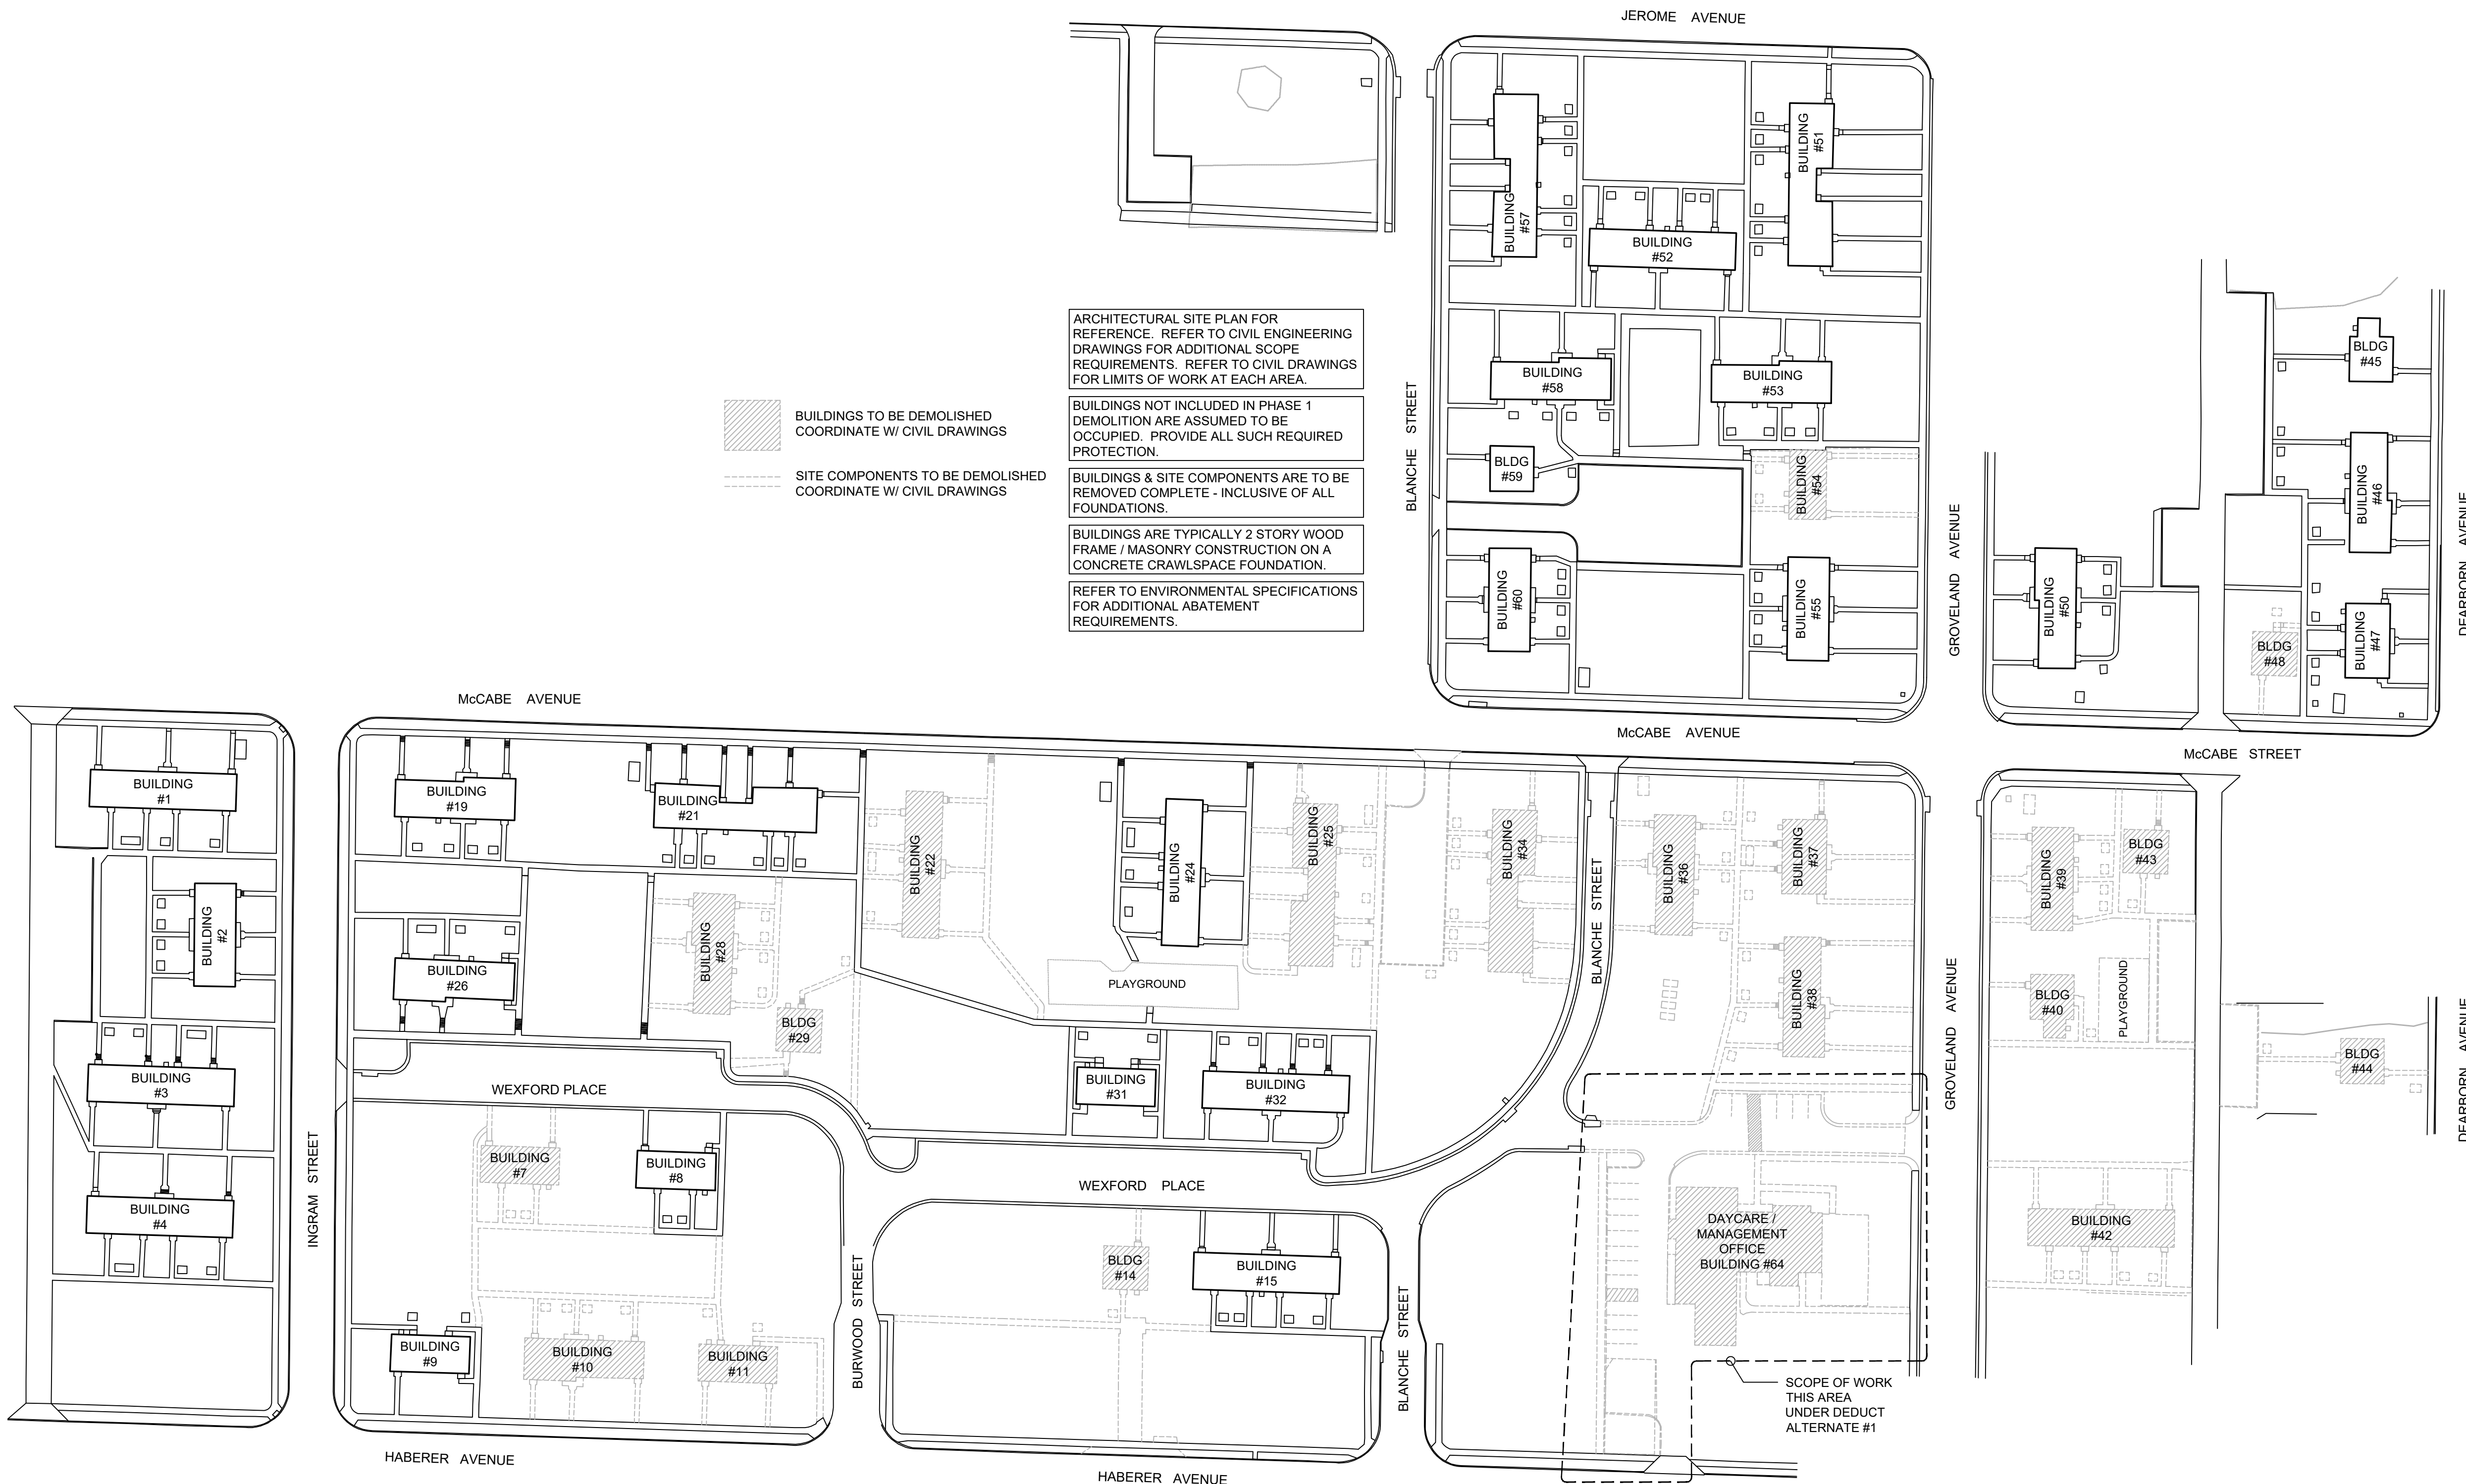 JEROME AVENUE
BUILDING
#57
BUILDING
#51
BUILDING
#52
ARCHITECTURAL SITE PLAN FOR
REFERENCE. REFER TO CIVIL ENGINEERING
DRAWINGS FOR ADDITIONAL SCOPE
REQUIREMENTS. REFER TO CIVIL DRAWINGS
FOR LIMITS OF WORK AT EACH AREA.
BUILDINGS NOT INCLUDED IN PHASE 1
DEMOLITION ARE ASSUMED TO BE
OCCUPIED. PROVIDE ALL SUCH REQUIRED
PROTECTION.
BUILDINGS & SITE COMPONENTS ARE TO BE
REMOVED COMPLETE - INCLUSIVE OF ALL
FOUNDATIONS.
BUILDINGS ARE TYPICALLY 2 STORY WOOD
FRAME / MASONRY CONSTRUCTION ON A
CONCRETE CRAWLSPACE FOUNDATION.
REFER TO ENVIRONMENTAL SPECIFICATIONS
FOR ADDITIONAL ABATEMENT
REQUIREMENTS.
BUILDINGS TO BE DEMOLISHED
COORDINATE W/ CIVIL DRAWINGS
SITE COMPONENTS TO BE DEMOLISHED
COORDINATE W/ CIVIL DRAWINGS
BLANCHE STREET
BUILDING
#58
BUILDING
#53
BLDG
#59
BUILDING
#54
BUILDING
#60
BUILDING
#55
GROVELAND AVENUE
BLDG
#45
BUILDING
#46
BUILDING
#50
BLDG
#48
BUILDING
#47
DEARBORN AVENUE
McCABE AVENUE
McCABE AVENUE
McCABE STREET
BUILDING
#1
BUILDING
#2
BUILDING
#3
BUILDING
#4
INGRAM STREET
BUILDING
#19
BUILDING
#21
BUILDING
#22
BUILDING
#24
BUILDING
#25
BUILDING
#34
BLANCHE STREET
BUILDING
#36
BUILDING
#37
BUILDING
#38
BUILDING
#26
BUILDING
#28
BLDG
#29
PLAYGROUND
BUILDING
#31
BUILDING
#32
GROVELAND AVENUE
BUILDING
#39
BLDG
#43
BLDG
#40
PLAYGROUND
BLDG
#44
DEARBORN AVENUE
BUILDING
#42
WEXFORD PLACE
BUILDING
#7
BUILDING
#8
BUILDING
#9
BUILDING
#10
BUILDING
#11
BURWOOD STREET
WEXFORD PLACE
BLDG
#14
BUILDING
#15
BLANCHE STREET
DAYCARE /
MANAGEMENT
OFFICE
BUILDING #64
SCOPE OF WORK
THIS AREA
UNDER DEDUCT
ALTERNATE #1
HABERER AVENUE
HABERER AVENUE